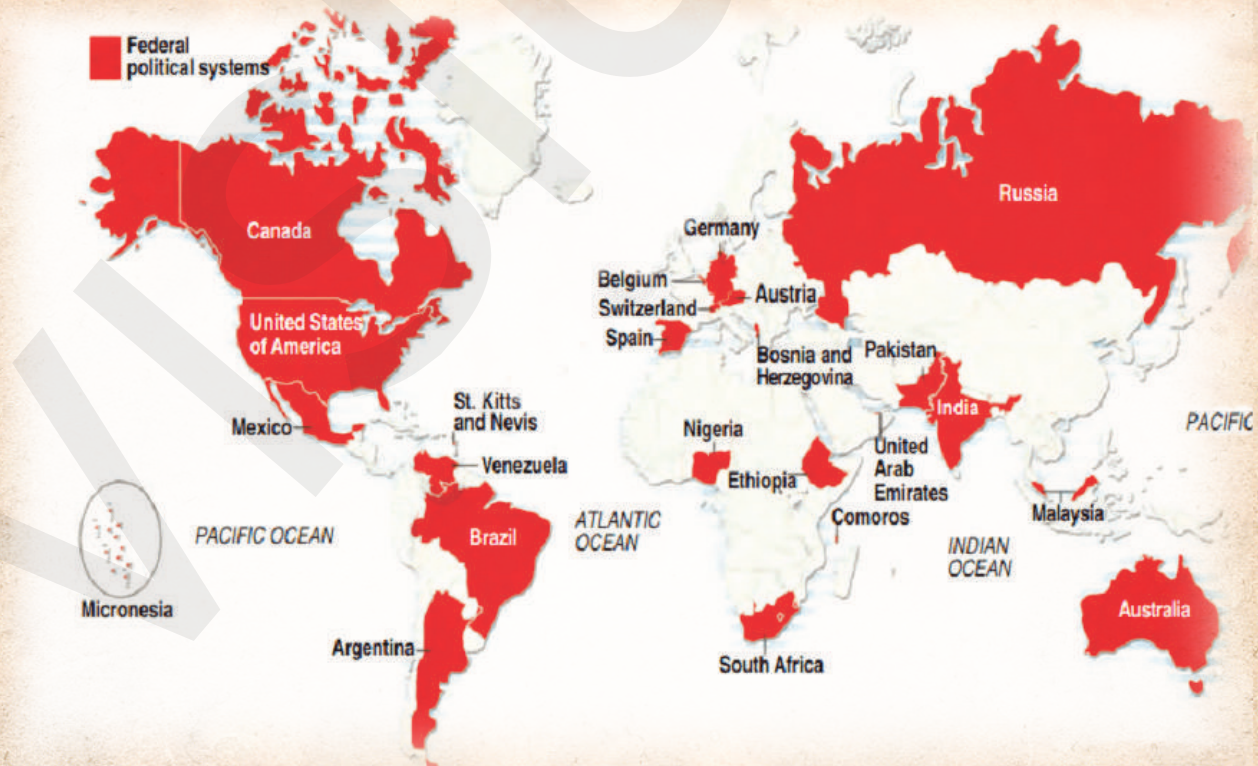 Federal
political systems
Canada
United States
of America
Mexico
St. Kitts
and Nevis
Venezuela
PACIFIC OCEAN
Micronesia
Brazil
Argentina
ATLANTIC
OCEAN
Germany
Belgium
Switzerland
Austria
Spain
Bosnia and
Herzegovina
Russia
Pakistan
India
Nigeria
Ethiopia
United
Arab
Emirates
Comoros
Malaysia
INDIAN
OCEAN
PACIFIC
Australia
South Africa